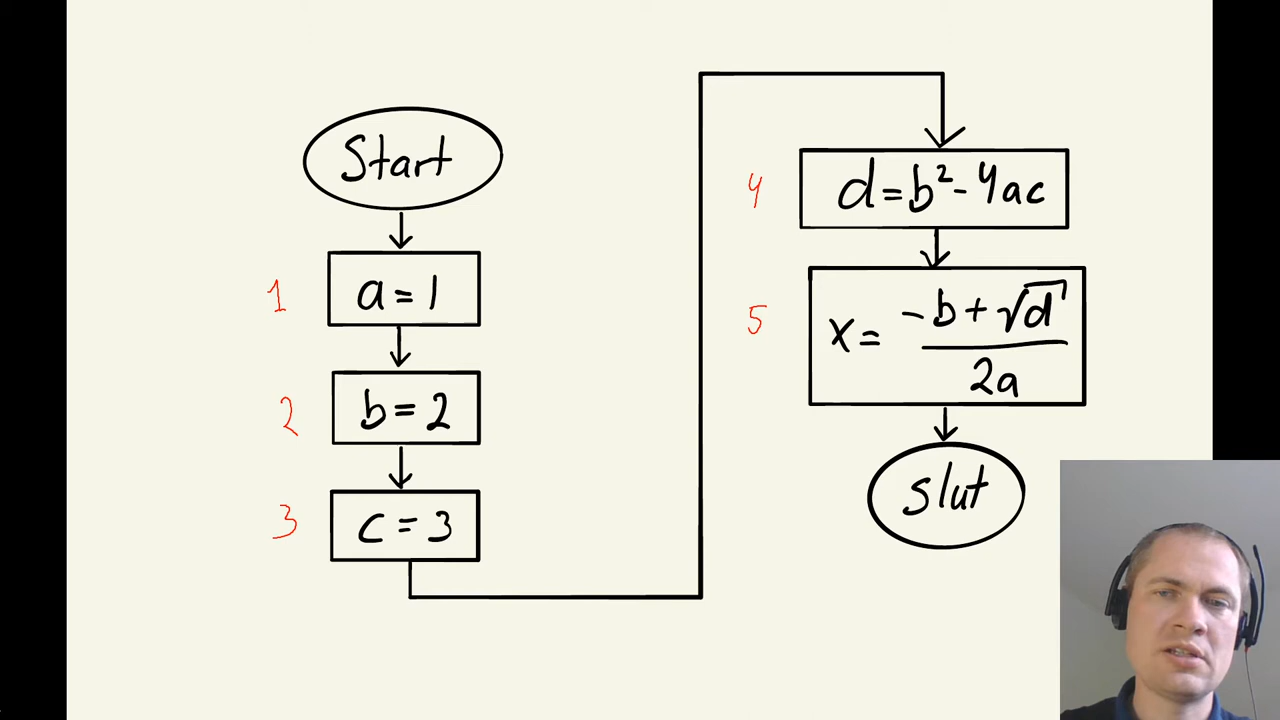 Start
1
a = 1
2
b = 2
3
c = 3
4
d = b² - 4ac
5
x = (-b + √d) / 2a
slut